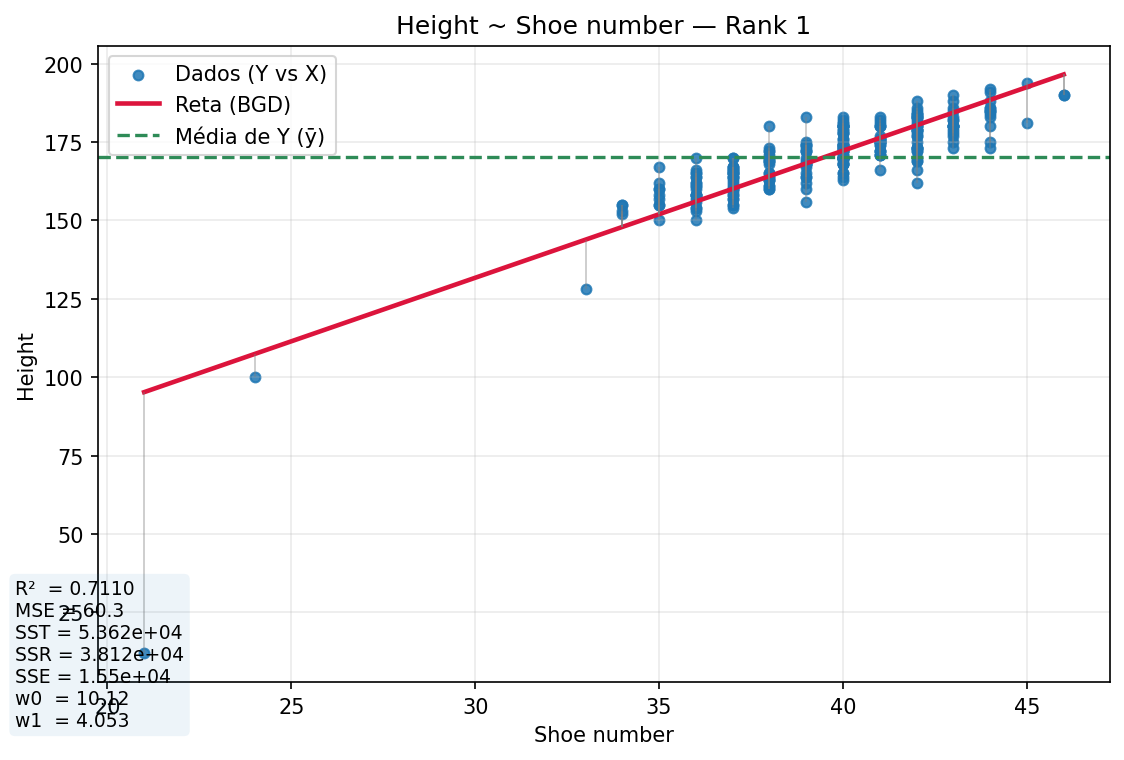 Height ~ Shoe number — Rank 1
Dados (Y vs X)
Reta (BGD)
Média de Y (ȳ)
Height
200
175
150
125
100
75
50
25
R² = 0.7110
MSE = 60.3
SST = 5.362e+04
SSR = 3.812e+04
SSE = 1.55e+04
w0 = 10.12
w1 = 4.053
20 25 30 35 40 45
Shoe number